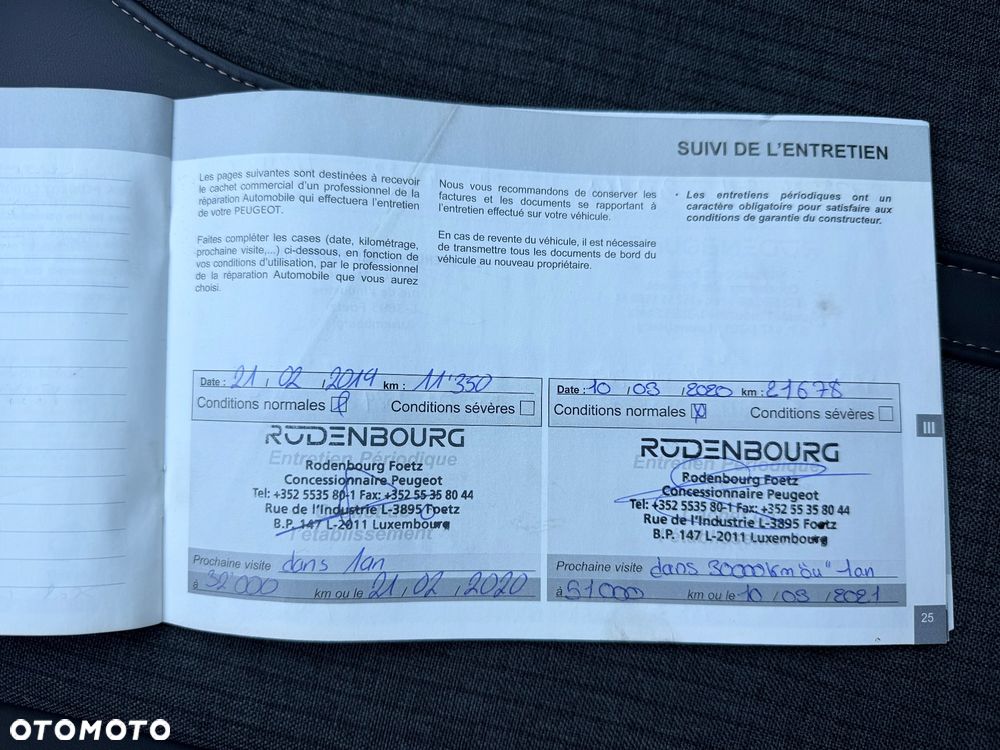 SUIVI DE L'ENTRETIEN
Les pages suivantes sont destinées à recevoir
le cachet commercial d'un professionnel de la
réparation Automobile qui effectuera l'entretien
de votre PEUGEOT.
Faites compléter les cases (date, kilométrage,
prochaine visite,...) ci-dessous, en fonction de
vos conditions d'utilisation, par le professionnel
de la réparation Automobile que vous aurez
choisi.
Nous vous recommandons de conserver les
factures et les documents se rapportant à
l'entretien effectué sur votre véhicule.
En cas de revente du véhicule, il est nécessaire
de transmettre tous les documents de bord du
véhicule au nouveau propriétaire.
• Les entretiens périodiques ont un
caractère obligatoire pour satisfaire aux
conditions de garantie du constructeur.
Date : 21 / 02 / 2019 km : 11'350
Conditions normales Conditions sévères
RODENBOURG
Entretien Périodique
Rodenbourg Foetz
Concessionnaire Peugeot
Tel: +352 5535 80-1 Fax: +352 55 35 80 44
Rue de l'Industrie L-3895 Foetz
B.P. 147 L-2011 Luxembourg
l'établissement
Prochaine visite dans 1an
à 32'000 km ou le 21 / 02 / 2020
Date : 10 / 03 / 2020 km : 21678
Conditions normales Conditions sévères
RODENBOURG
Entretien Périodique
Rodenbourg Foetz
Concessionnaire Peugeot
Tel: +352 5535 80-1 Fax: +352 55 35 80 44
Rue de l'Industrie L-3895 Foetz
B.P. 147 L-2011 Luxembourg
Prochaine visite dans 30000km "ou" 1an
à 51000 km ou le 10 / 03 / 2021
III
25
OTOMOTO